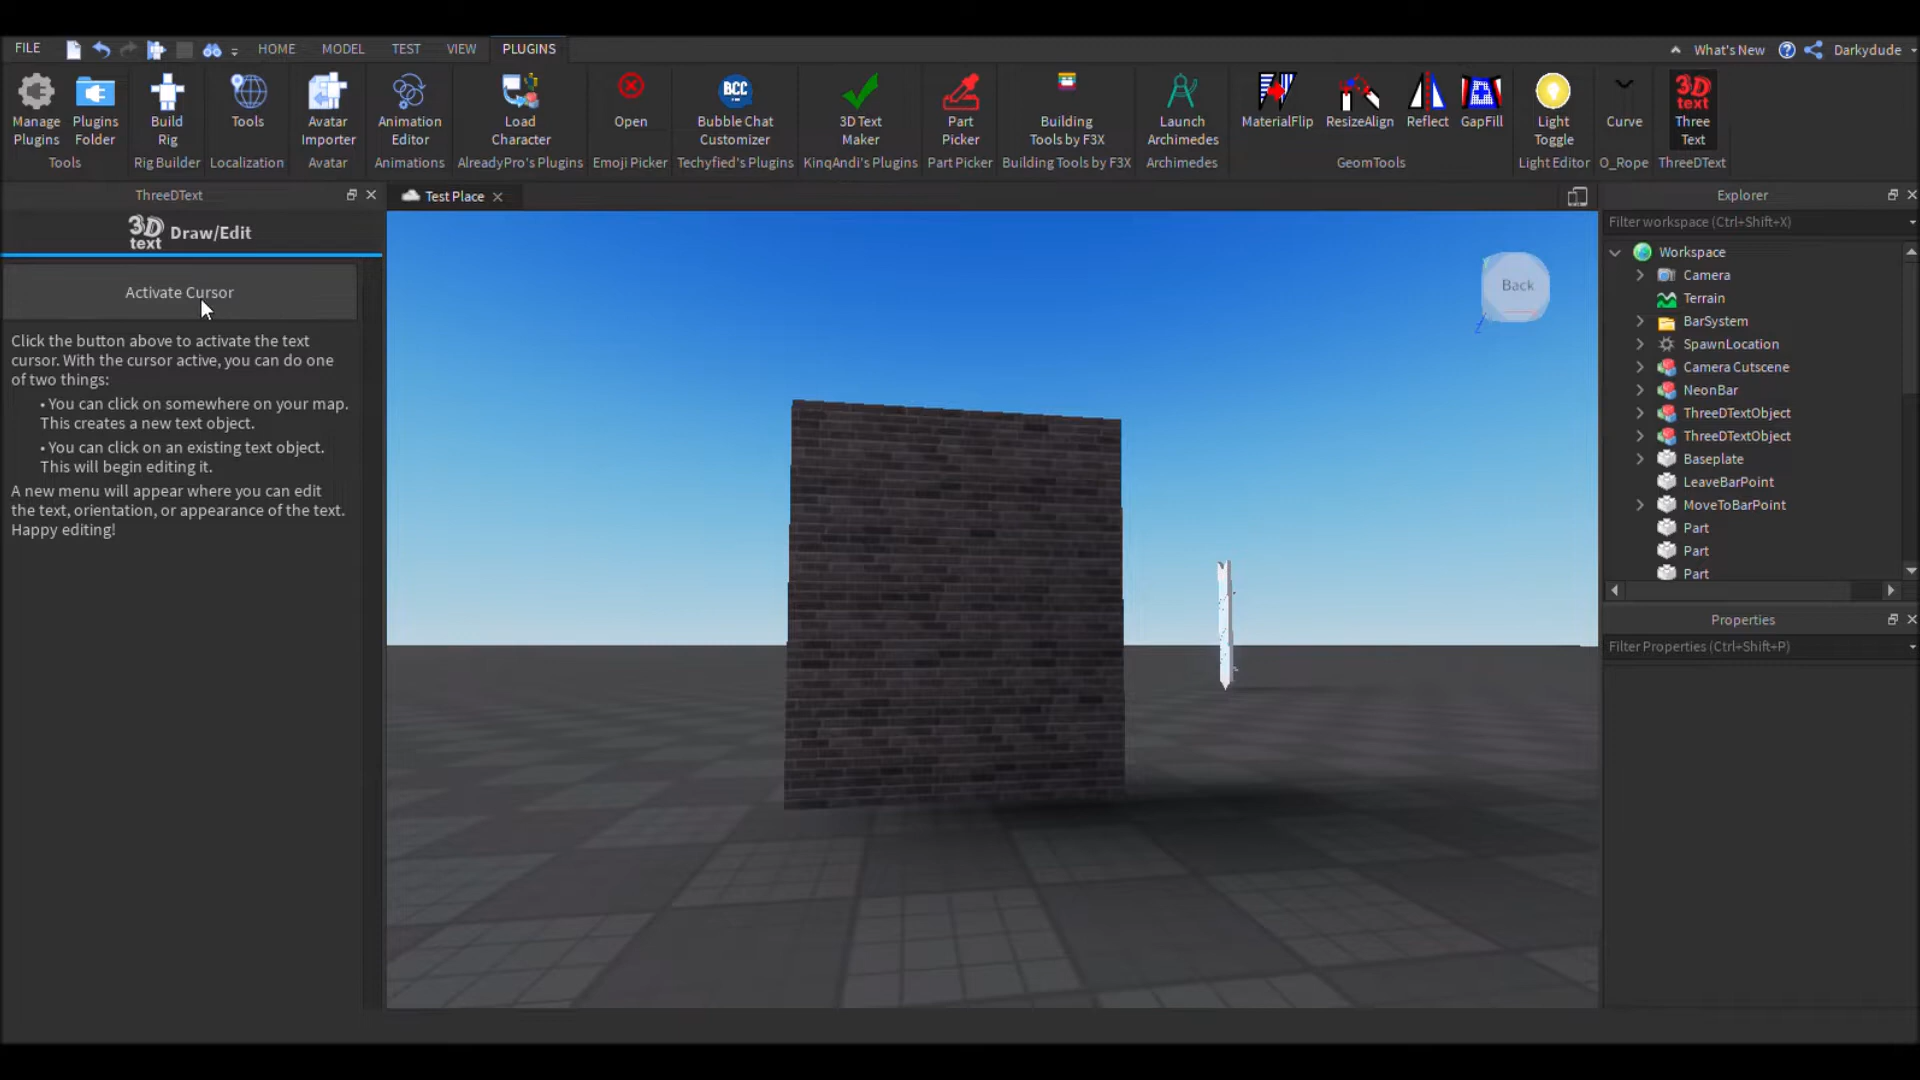 FILE
HOME
MODEL
TEST
VIEW
PLUGINS
What's New
Darkydude
Manage
Plugins
Plugins
Folder
Tools
Build
Rig
Rig Builder
Tools
Localization
Avatar
Importer
Avatar
Animation
Editor
Animations
Load
Character
AlreadyPro's Plugins
Open
Emoji Picker
BCC
Bubble Chat
Customizer
Techyfied's Plugins
3D Text
Maker
KinqAndi's Plugins
Part
Picker
Part Picker
Building
Tools by F3X
Building Tools by F3X
Launch
Archimedes
Archimedes
MaterialFlip
ResizeAlign
Reflect
GapFill
GeomTools
Light
Toggle
Light Editor
Curve
O_Rope
3D
text
Three
Text
ThreeDText
ThreeDText
3D
text
Draw/Edit
Activate Cursor
Click the button above to activate the text
cursor. With the cursor active, you can do one
of two things:
• You can click on somewhere on your map.
This creates a new text object.
• You can click on an existing text object.
This will begin editing it.
A new menu will appear where you can edit
the text, orientation, or appearance of the text.
Happy editing!
Test Place
Back
Z
Explorer
Filter workspace (Ctrl+Shift+X)
Workspace
Camera
Terrain
BarSystem
SpawnLocation
Camera Cutscene
NeonBar
ThreeDTextObject
ThreeDTextObject
Baseplate
LeaveBarPoint
MoveToBarPoint
Part
Part
Part
Properties
Filter Properties (Ctrl+Shift+P)